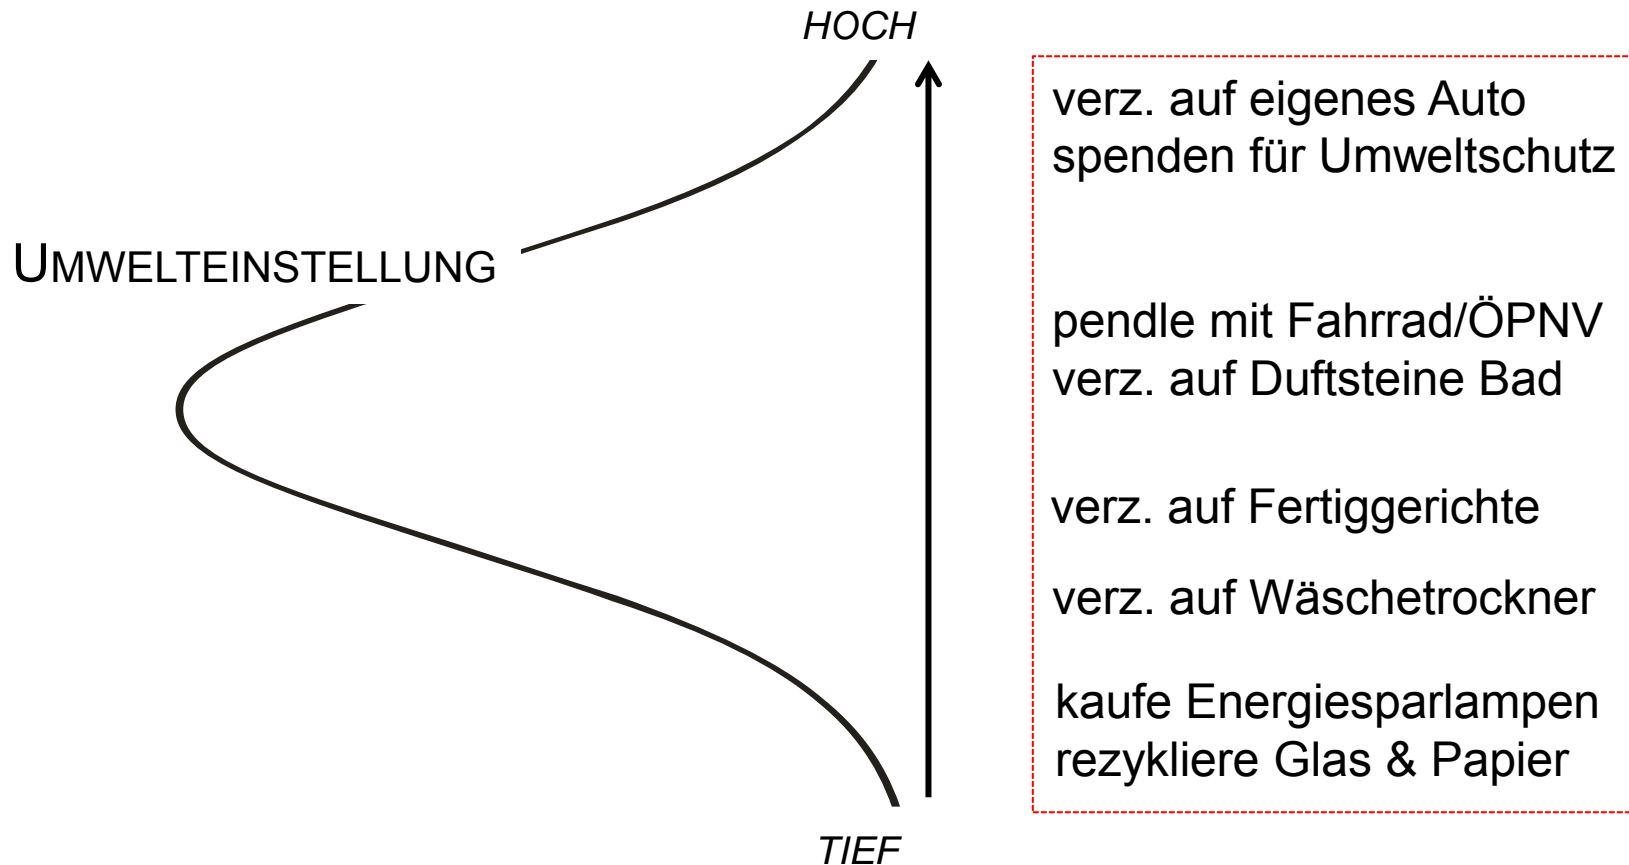 HOCH
verz. auf eigenes Auto
spenden für Umweltschutz
UMWELTEINSTELLUNG
pendle mit Fahrrad/ÖPNV
verz. auf Duftsteine Bad
verz. auf Fertiggerichte
verz. auf Wäschetrockner
kaufe Energiesparlampen
rezykliere Glas & Papier
TIEF